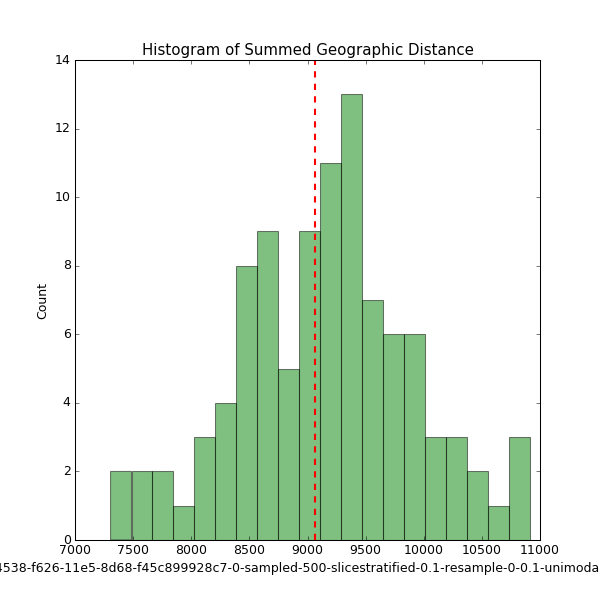 Histogram of Summed Geographic Distance
14
12
10
8
6
4
2
0
Count
7000 7500 8000 8500 9000 9500 10000 10500 11000
4538-f626-11e5-8d68-f45c899928c7-0-sampled-500-slicestratified-0.1-resample-0-0.1-unimoda